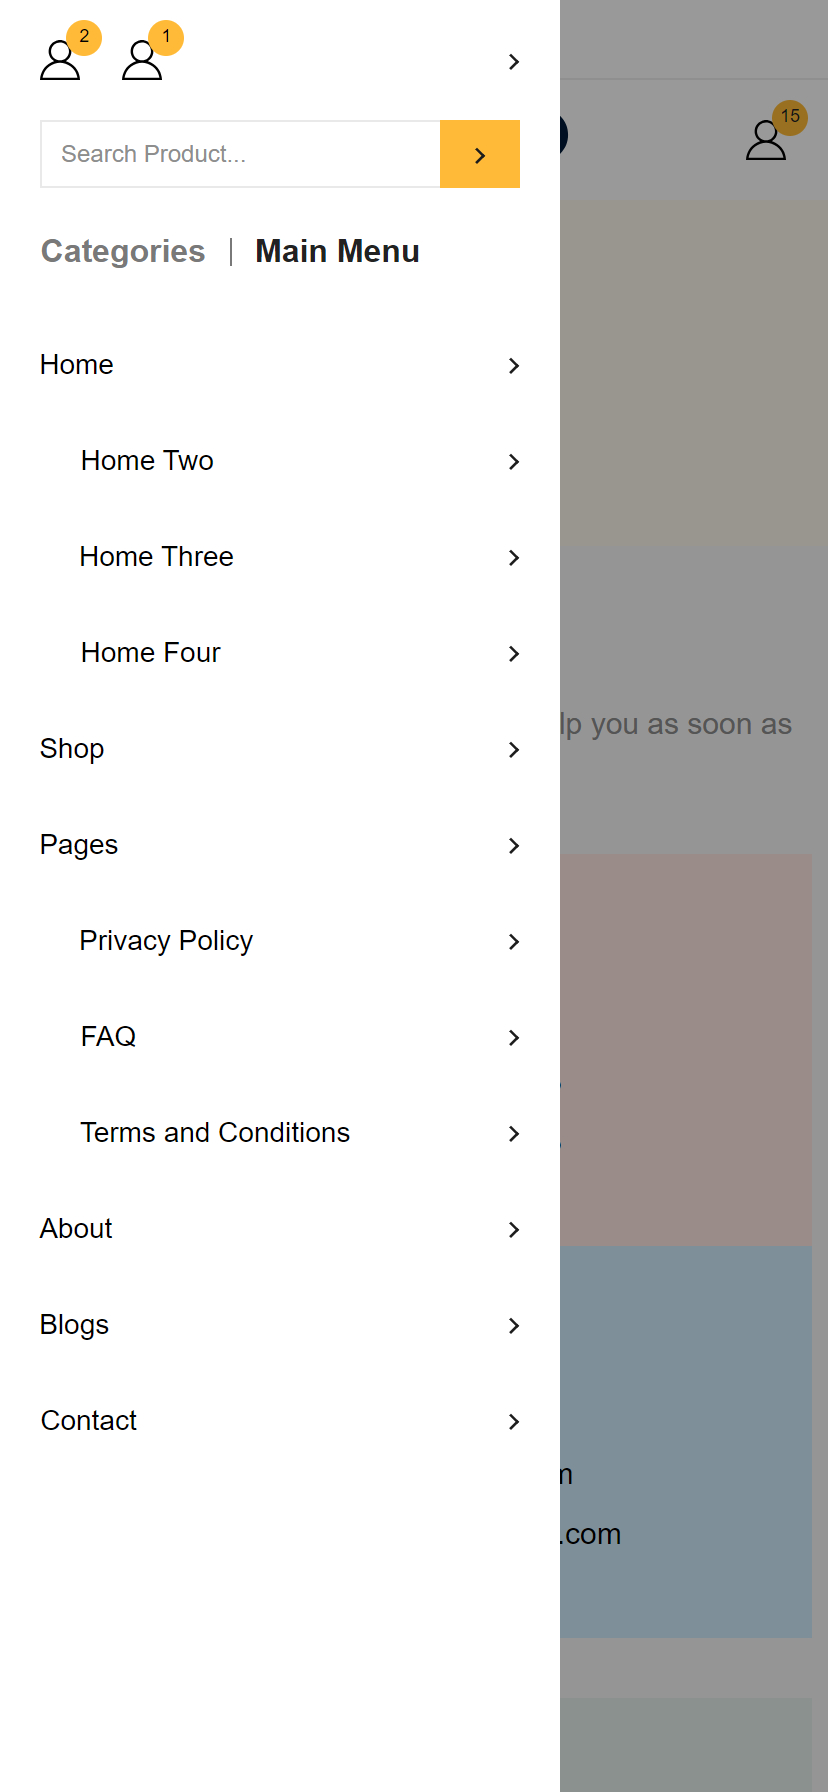 2
1
15
Search Product...
Categories | Main Menu
Home
Home Two
Home Three
Home Four
Shop
lp you as soon as
Pages
Privacy Policy
FAQ
Terms and Conditions
About
Blogs
Contact
.com